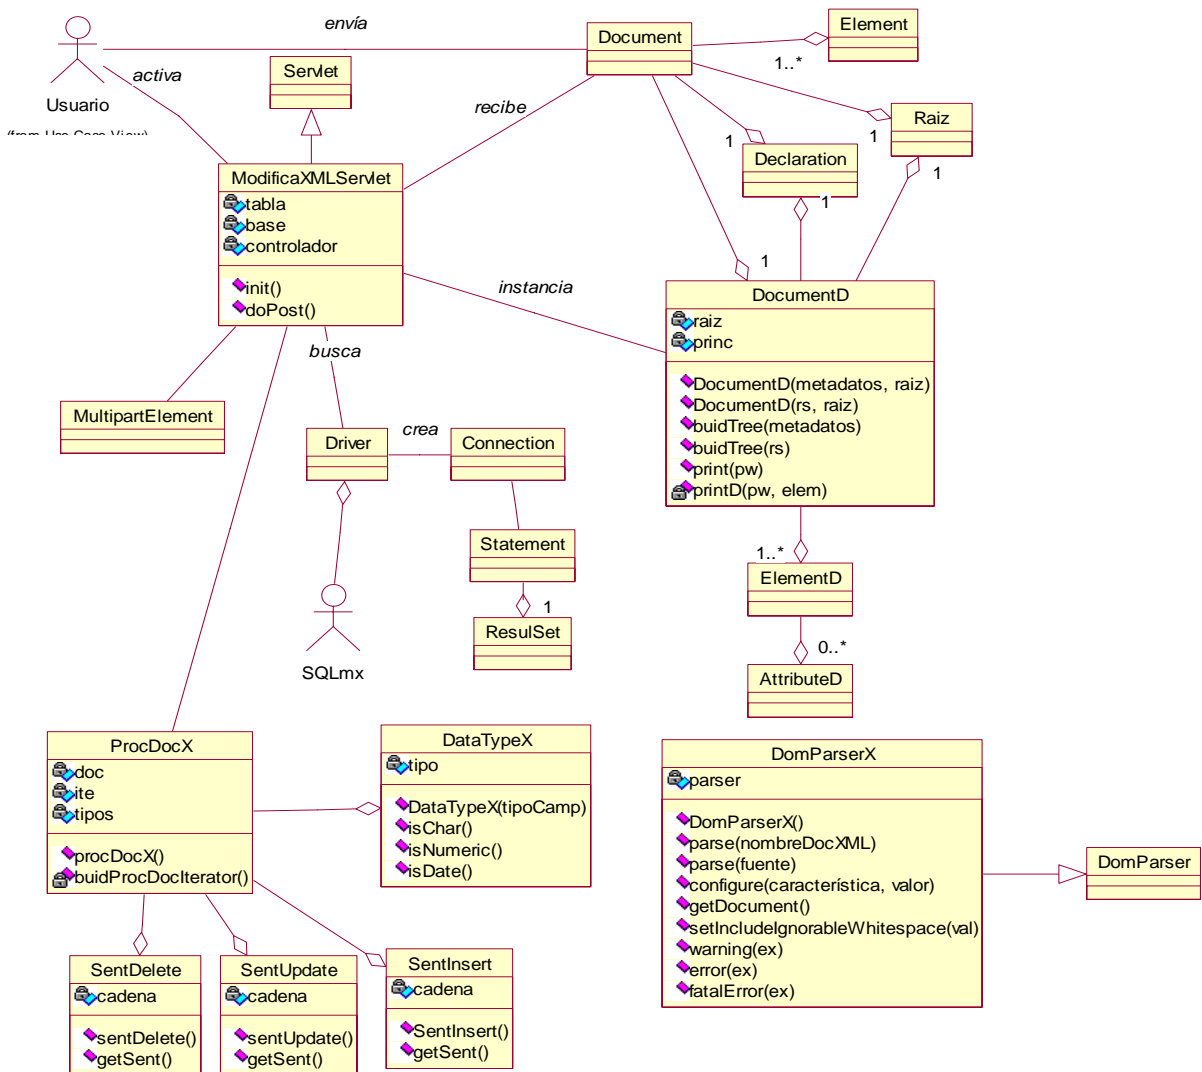 envía
Document
Element
1..*
Servlet
activa
Usuario
(from Use Case View)
recibe
Raiz
1
1
Declaration
1
1
ModificaXMLServlet
tabla
base
controlador
init()
doPost()
instancia
1
DocumentD
raiz
princ
DocumentD(metadatos, raiz)
DocumentD(rs, raiz)
buidTree(metadatos)
buidTree(rs)
print(pw)
printD(pw, elem)
busca
MultipartElement
Driver
crea
Connection
Statement
1
ResulSet
SQLmx
1..*
ElementD
0..*
AttributeD
ProcDocX
doc
ite
tipos
procDocX()
buidProcDocIterator()
DataTypeX
tipo
DataTypeX(tipoCamp)
isChar()
isNumeric()
isDate()
DomParserX
parser
DomParserX()
parse(nombreDocXML)
parse(fuente)
configure(característica, valor)
getDocument()
setIncludeIgnorableWhitespace(val)
warning(ex)
error(ex)
fatalError(ex)
DomParser
SentDelete
cadena
sentDelete()
getSent()
SentUpdate
cadena
sentUpdate()
getSent()
SentInsert
cadena
SentInsert()
getSent()